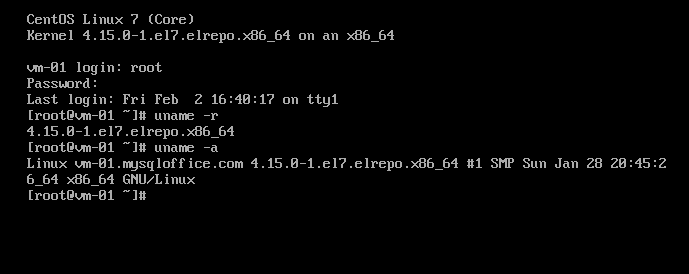 CentOS Linux 7 (Core)
Kernel 4.15.0-1.el7.elrepo.x86_64 on an x86_64
vm-01 login: root
Password:
Last login: Fri Feb  2 16:40:17 on tty1
[root@vm-01 ~]# uname -r
4.15.0-1.el7.elrepo.x86_64
[root@vm-01 ~]# uname -a
Linux vm-01.mysqloffice.com 4.15.0-1.el7.elrepo.x86_64 #1 SMP Sun Jan 28 20:45:2
6_64 x86_64 GNU/Linux
[root@vm-01 ~]#